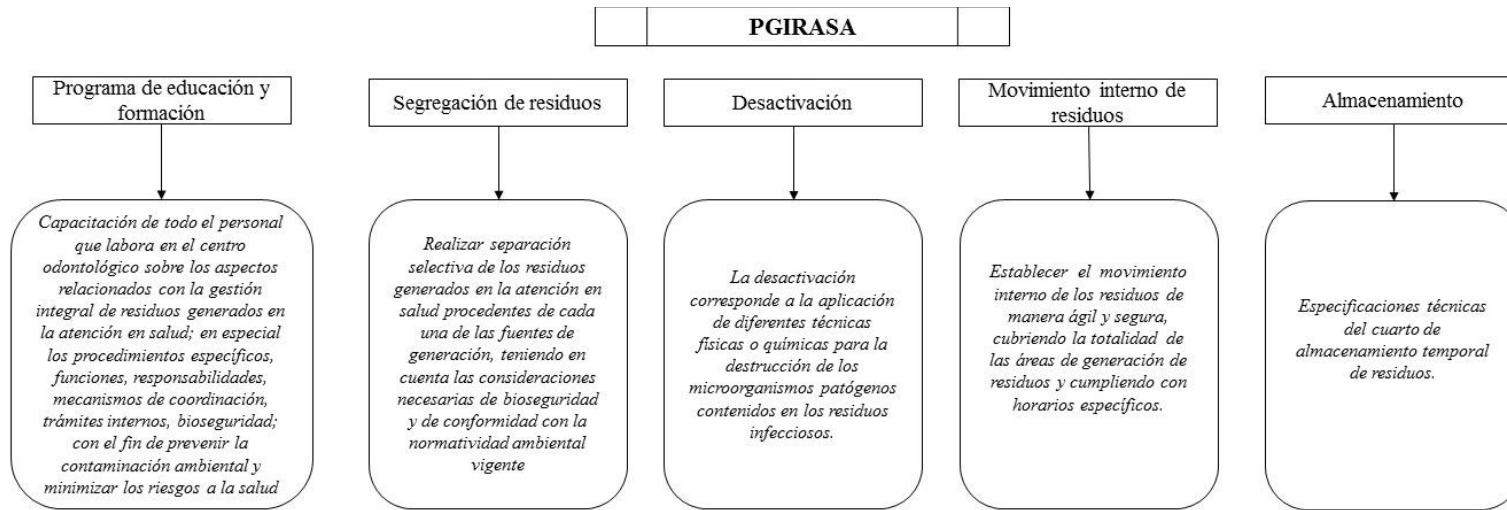 PGIRASA
Programa de educación y
formación
Segregación de residuos
Desactivación
Movimiento interno de
residuos
Almacenamiento
Capacitación de todo el personal
que labora en el centro
odontológico sobre los aspectos
relacionados con la gestión
integral de residuos generados en
la atención en salud; en especial
los procedimientos específicos,
funciones, responsabilidades,
mecanismos de coordinación,
trámites internos, bioseguridad;
con el fin de prevenir la
contaminación ambiental y
minimizar los riesgos a la salud
Realizar separación
selectiva de los residuos
generados en la atención en
salud procedentes de cada
una de las fuentes de
generación, teniendo en
cuenta las consideraciones
necesarias de bioseguridad
y de conformidad con la
normatividad ambiental
vigente
La desactivación
corresponde a la aplicación
de diferentes técnicas
físicas o químicas para la
destrucción de los
microorganismos patógenos
contenidos en los residuos
infecciosos.
Establecer el movimiento
interno de los residuos de
manera ágil y segura,
cubriendo la totalidad de
las áreas de generación de
residuos y cumpliendo con
horarios específicos.
Especificaciones técnicas
del cuarto de
almacenamiento temporal
de residuos.